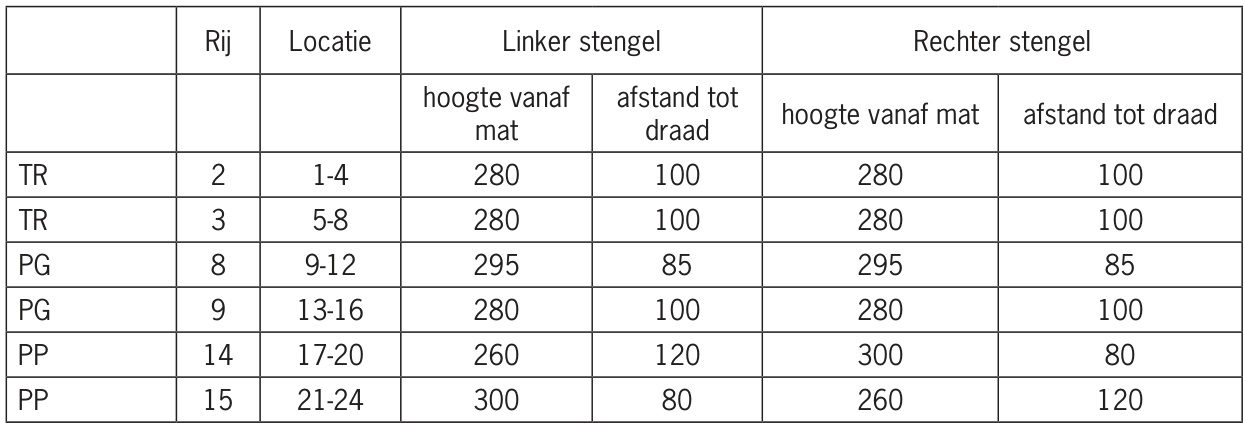 Rij Locatie Linker stengel Rechter stengel
hoogte vanaf mat afstand tot draad hoogte vanaf mat afstand tot draad
TR 2 1-4 280 100 280 100
TR 3 5-8 280 100 280 100
PG 8 9-12 295 85 295 85
PG 9 13-16 280 100 280 100
PP 14 17-20 260 120 300 80
PP 15 21-24 300 80 260 120